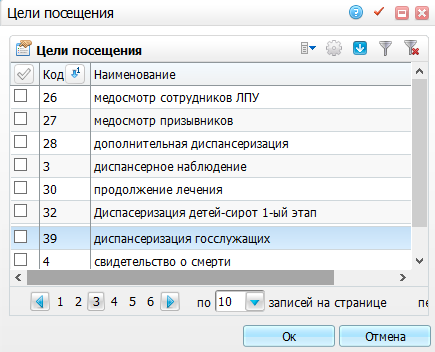 Цели посещения
Цели посещения
Код Наименование
26 медосмотр сотрудников ЛПУ
27 медосмотр призывников
28 дополнительная диспансеризация
3 диспансерное наблюдение
30 продолжение лечения
32 Диспасеризация детей-сирот 1-ый этап
39 диспансеризация госслужащих
4 свидетельство о смерти
1 2 3 4 5 6 по 10 записей на странице пе
Ок Отмена